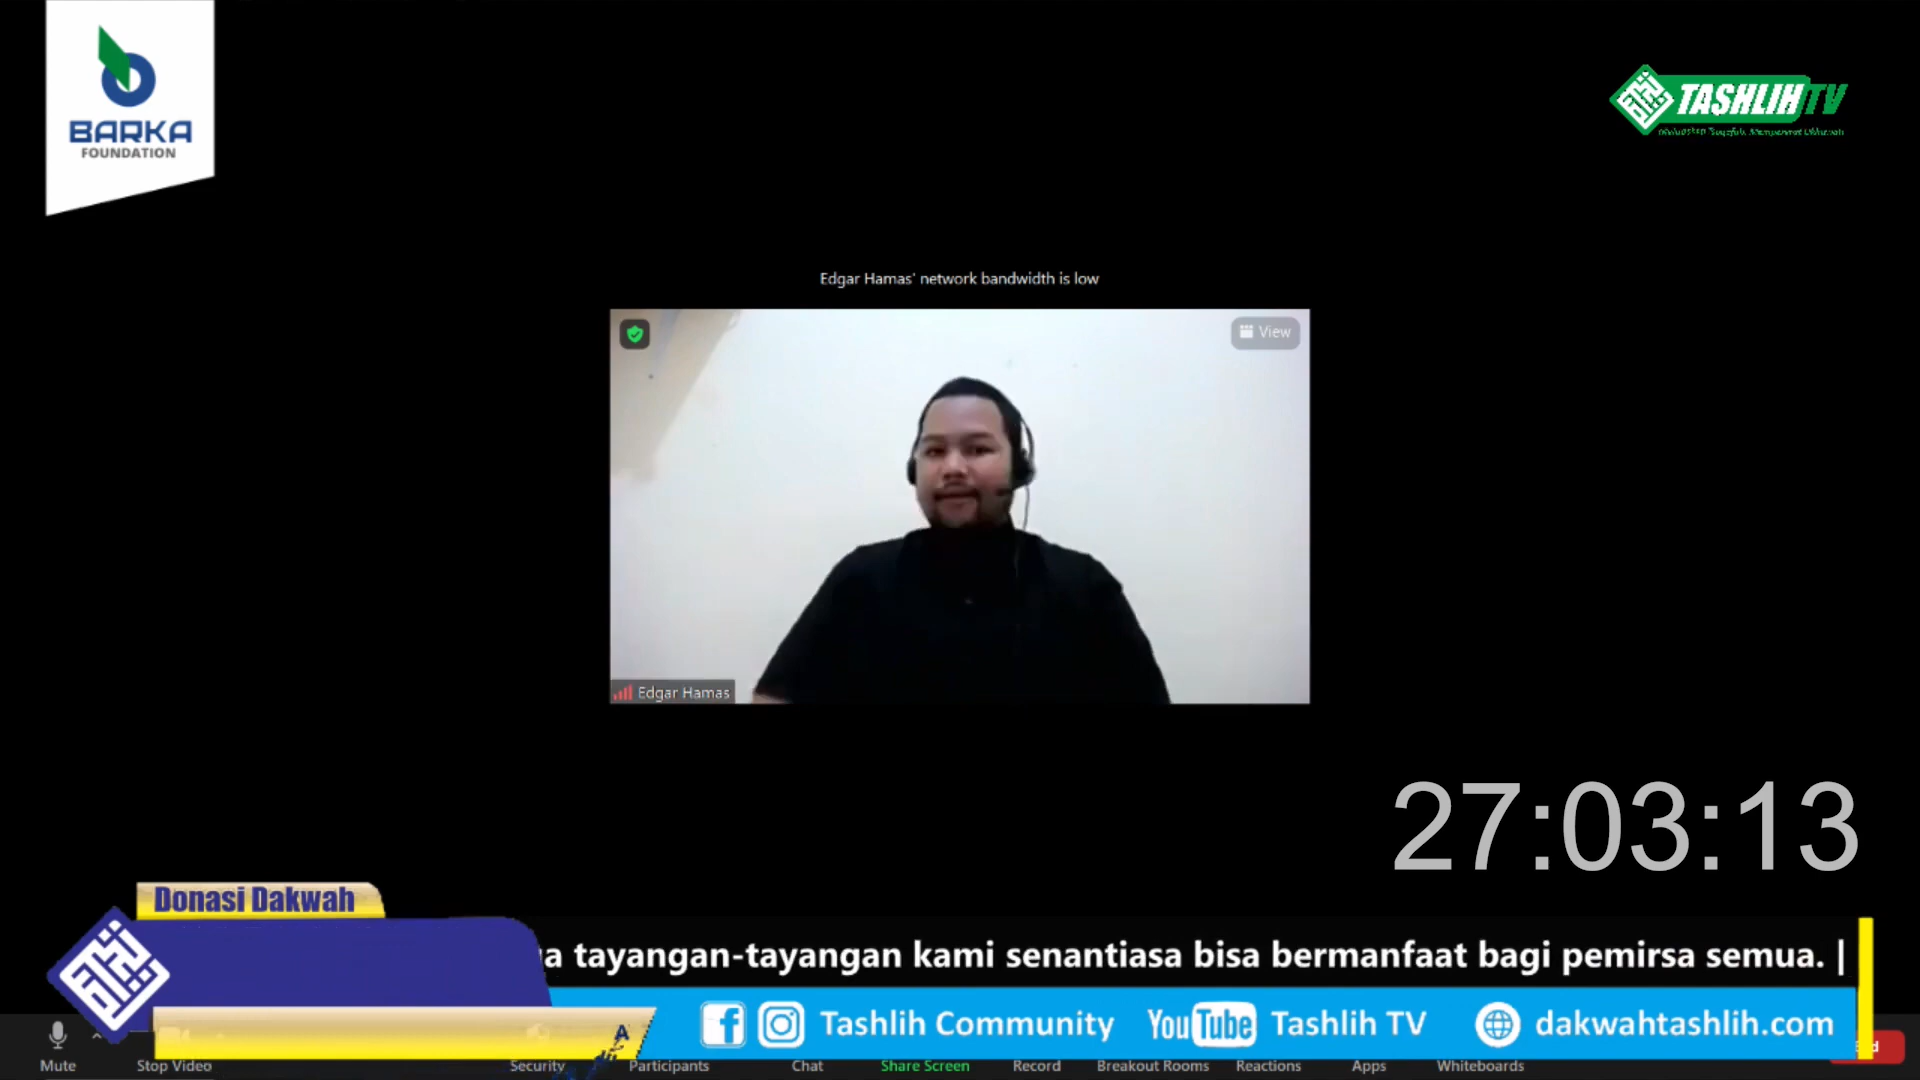 BARKA
FOUNDATION
TASHLIH TV
Edgar Hamas' network bandwidth is low
View
Edgar Hamas
27:03:13
Donasi Dakwah
tayangan-tayangan kami senantiasa bisa bermanfaat bagi pemirsa semua. |
Tashlih Community YouTube Tashlih TV dakwahtashlih.com
Mute Stop Video Security Participants Chat Share Screen Record Breakout Rooms Reactions Apps Whiteboards